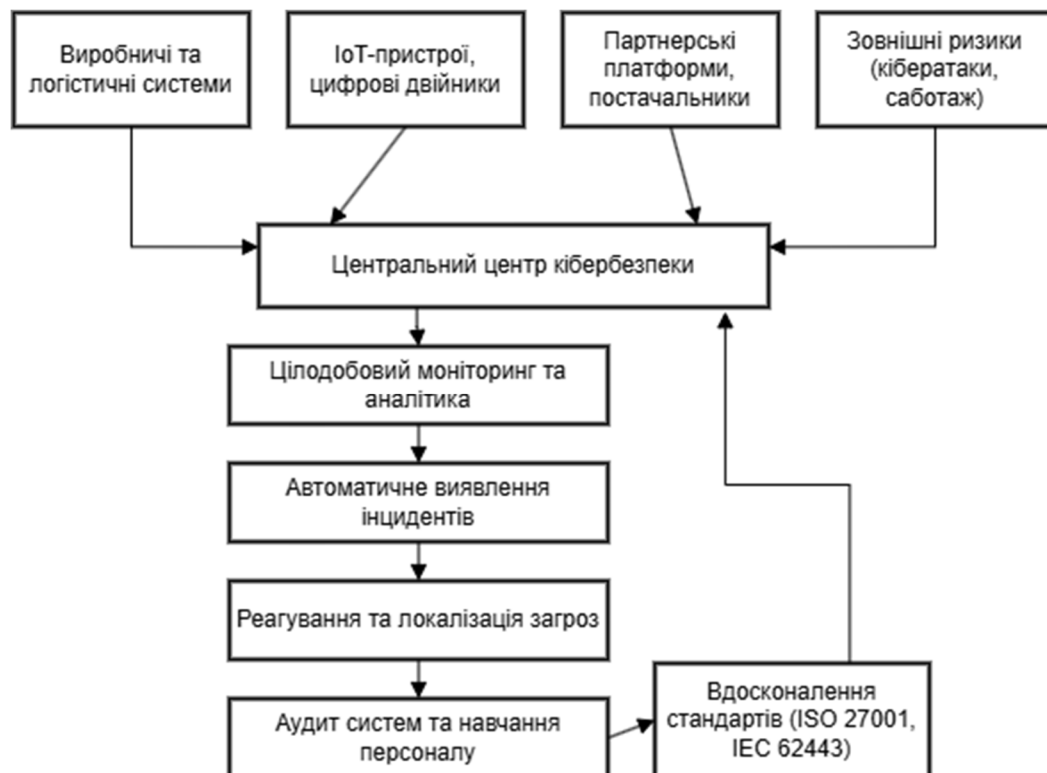 Виробничі та
логістичні системи
IoT-пристрої,
цифрові двійники
Партнерські
платформи,
постачальники
Зовнішні ризики
(кібератаки,
саботаж)
Центральний центр кібербезпеки
Цілодобовий моніторинг та
аналітика
Автоматичне виявлення
інцидентів
Реагування та локалізація загроз
Аудит систем та навчання
персоналу
Вдосконалення
стандартів (ISO 27001,
IEC 62443)